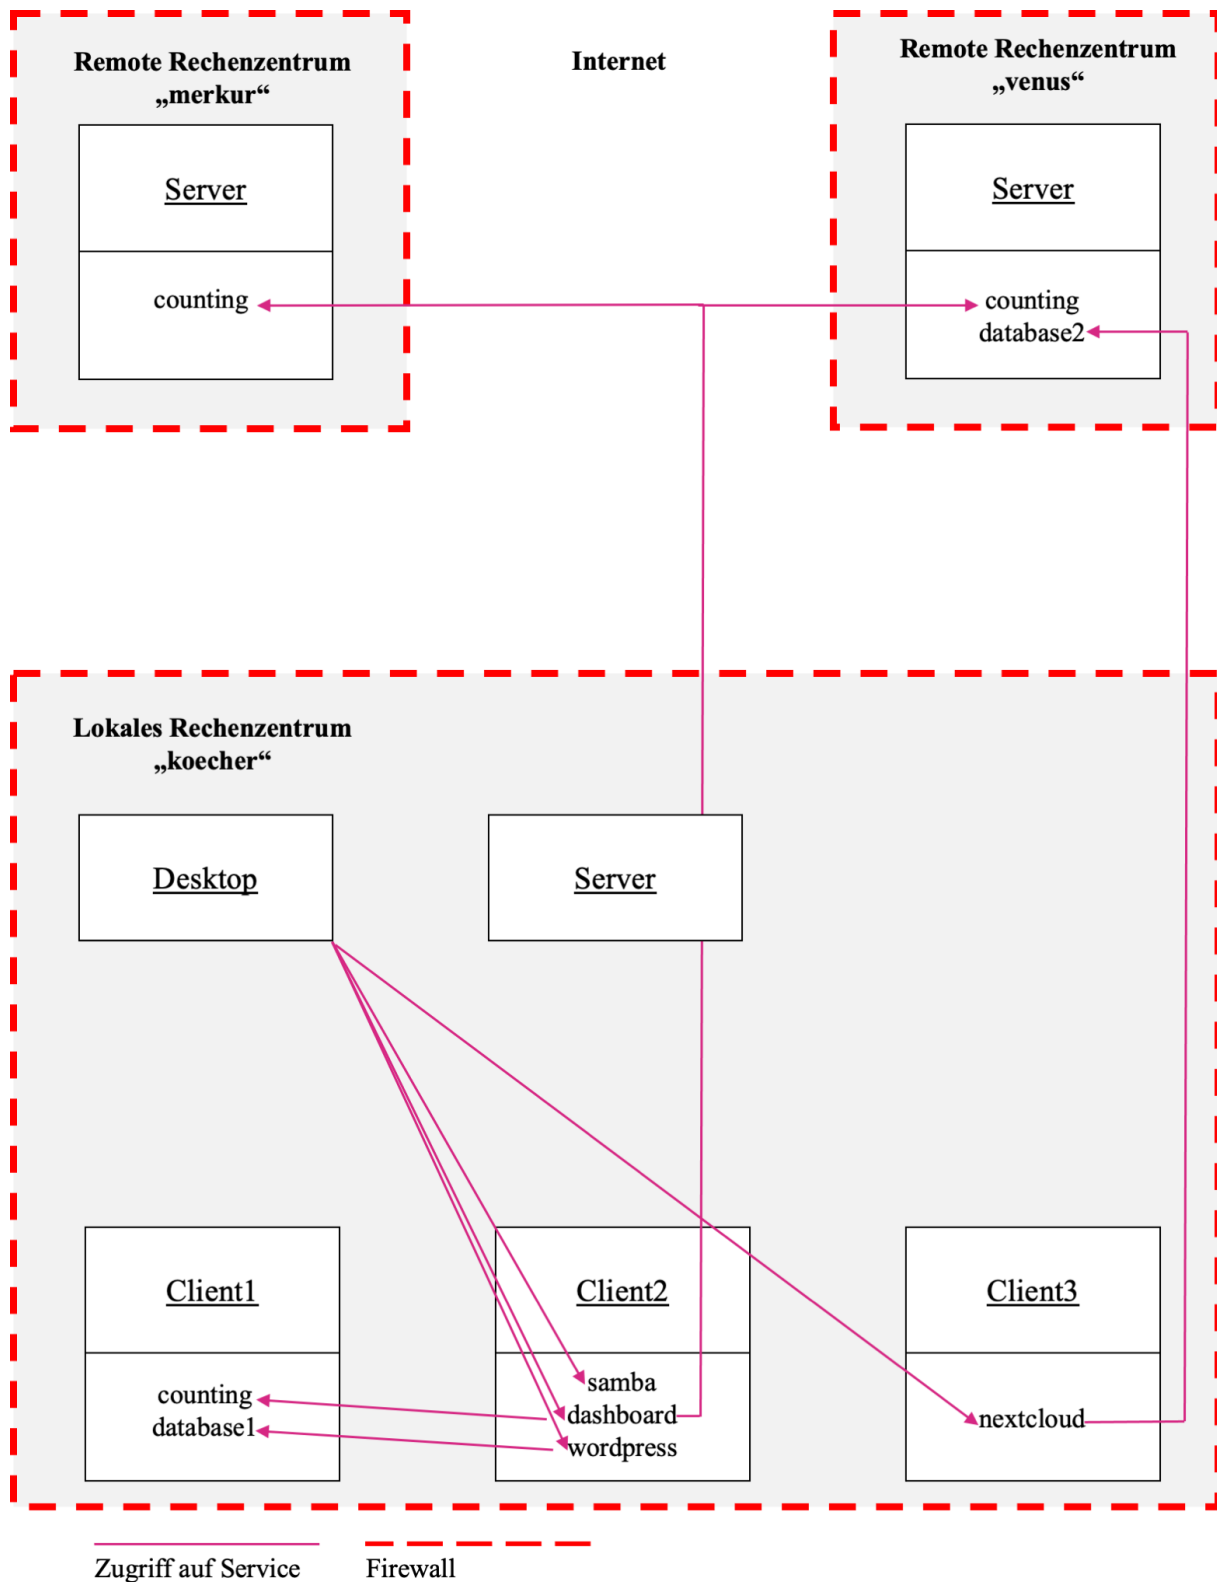 Remote Rechenzentrum
„merkur“
Internet
Remote Rechenzentrum
„venus“
Server
Server
counting
counting
database2
Lokales Rechenzentrum
„koecher“
Desktop
Server
Client1
Client2
Client3
counting
database1
samba
dashboard
wordpress
nextcloud
Zugriff auf Service
Firewall